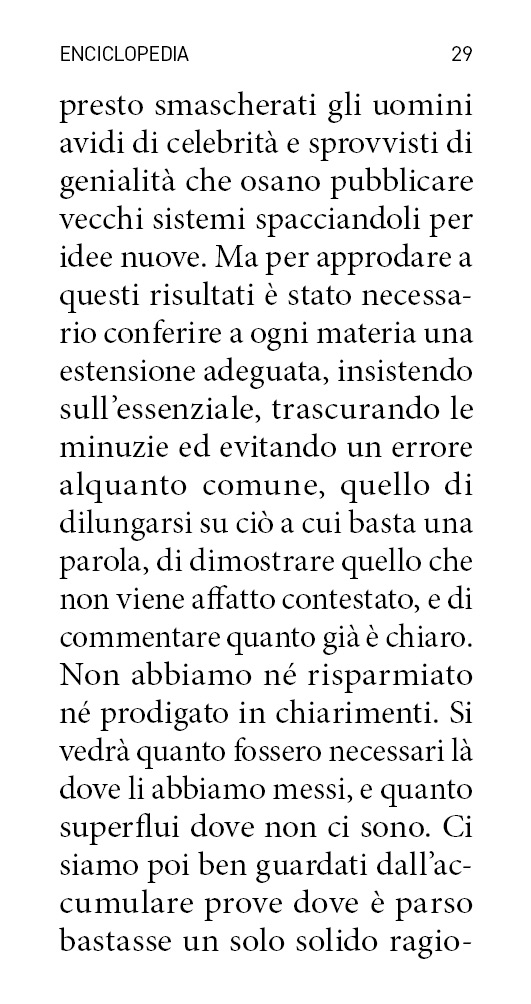 ENCICLOPEDIA 29
presto smascherati gli uomini
avidi di celebrità e sprovvisti di
genialità che osano pubblicare
vecchi sistemi spacciandoli per
idee nuove. Ma per approdare a
questi risultati è stato necessa-
rio conferire a ogni materia una
estensione adeguata, insistendo
sull’essenziale, trascurando le
minuzie ed evitando un errore
alquanto comune, quello di
dilungarsi su ciò a cui basta una
parola, di dimostrare quello che
non viene affatto contestato, e di
commentare quanto già è chiaro.
Non abbiamo né risparmiato
né prodigato in chiarimenti. Si
vedrà quanto fossero necessari là
dove li abbiamo messi, e quanto
superflui dove non ci sono. Ci
siamo poi ben guardati dall’ac-
cumulare prove dove è parso
bastasse un solo solido ragio-